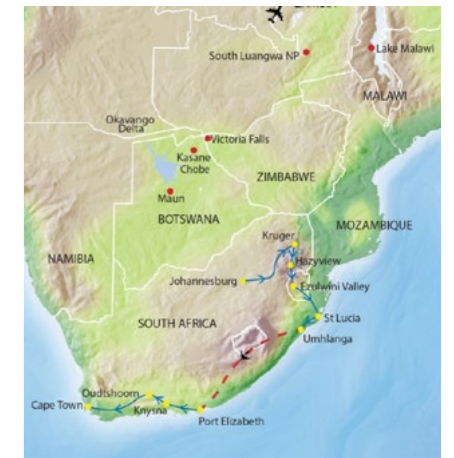 South Luangwa NP
Lake Malawi
MALAWI
Okavango
Delta
Victoria Falls
Kasane
Chobe
ZIMBABWE
Maun
BOTSWANA
MOZAMBIQUE
Kruger
NAMIBIA
Hazyview
Johannesburg
Ezulwini Valley
SOUTH AFRICA
St Lucia
Umhlanga
Oudtshoorn
Cape Town
Knysna
Port Elizabeth